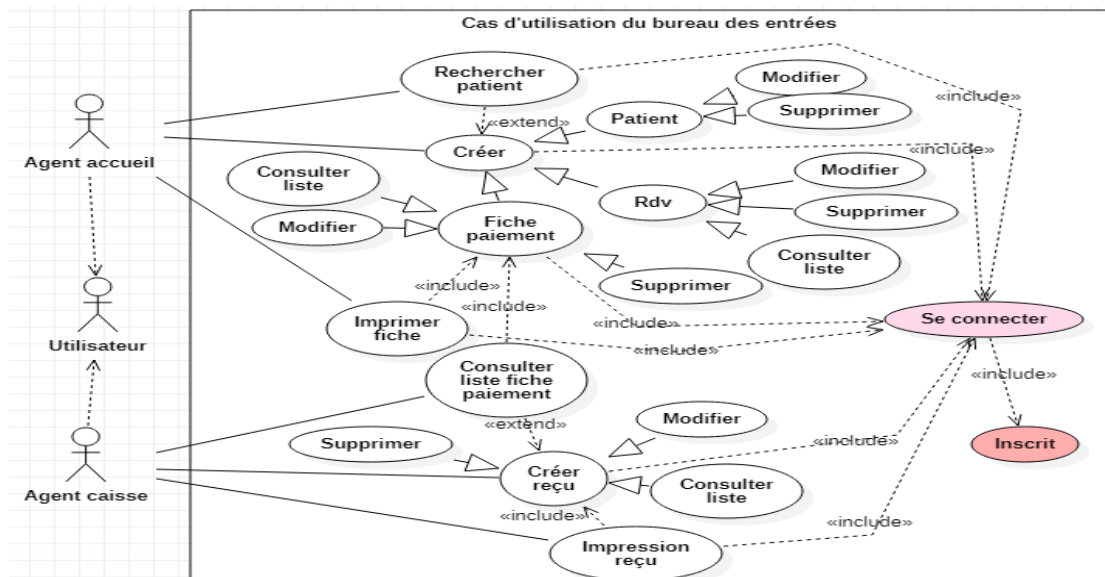 Cas d'utilisation du bureau des entrées
Rechercher
patient
Modifier
«include»
Supprimer
Patient
«extend»
Agent accueil
Créer
«include»
Consulter
liste
Modifier
Rdv
Supprimer
Modifier
Fiche
paiement
Consulter
liste
Supprimer
«include»
«include»
Utilisateur
Imprimer
fiche
«include»
Se connecter
«include»
Consulter
liste fiche
paiement
«include»
Modifier
«extend»
Supprimer
«include»
Inscrit
Créer
reçu
Consulter
liste
Agent caisse
«include»
«include»
Impression
reçu